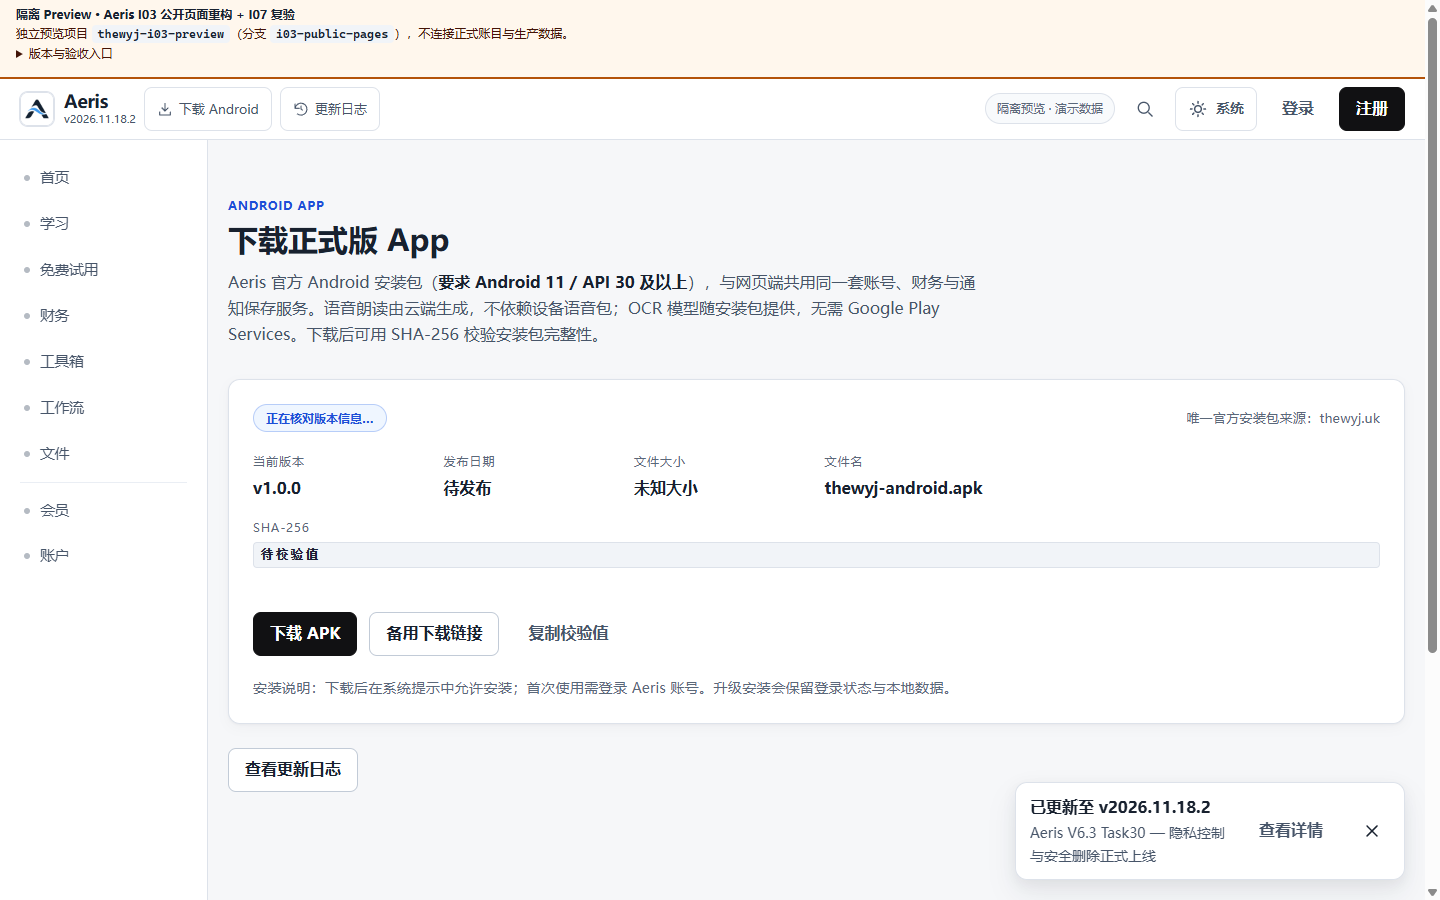 隔离 Preview • Aeris I03 公开页面重构 + I07 复验
独立预览项目 thewyj-i03-preview （分支 i03-public-pages ），不连接正式账目与生产数据。
▶ 版本与验收入口
Aeris
v2026.11.18.2
下载 Android
更新日志
隔离预览 · 演示数据
系统
登录
注册
首页
学习
免费试用
财务
工具箱
工作流
文件
会员
账户
ANDROID APP
下载正式版 App
Aeris 官方 Android 安装包（要求 Android 11 / API 30 及以上），与网页端共用同一套账号、财务与通
知保存服务。语音朗读由云端生成，不依赖设备语音包；OCR 模型随安装包提供，无需 Google Play
Services。下载后可用 SHA-256 校验安装包完整性。
正在核对版本信息…
唯一官方安装包来源：thewyj.uk
当前版本
发布日期
文件大小
文件名
v1.0.0
待发布
未知大小
thewyj-android.apk
SHA-256
待校验值
下载 APK
备用下载链接
复制校验值
安装说明：下载后在系统提示中允许安装；首次使用需登录 Aeris 账号。升级安装会保留登录状态与本地数据。
查看更新日志
已更新至 v2026.11.18.2
Aeris V6.3 Task30 — 隐私控制
与安全删除正式上线
查看详情